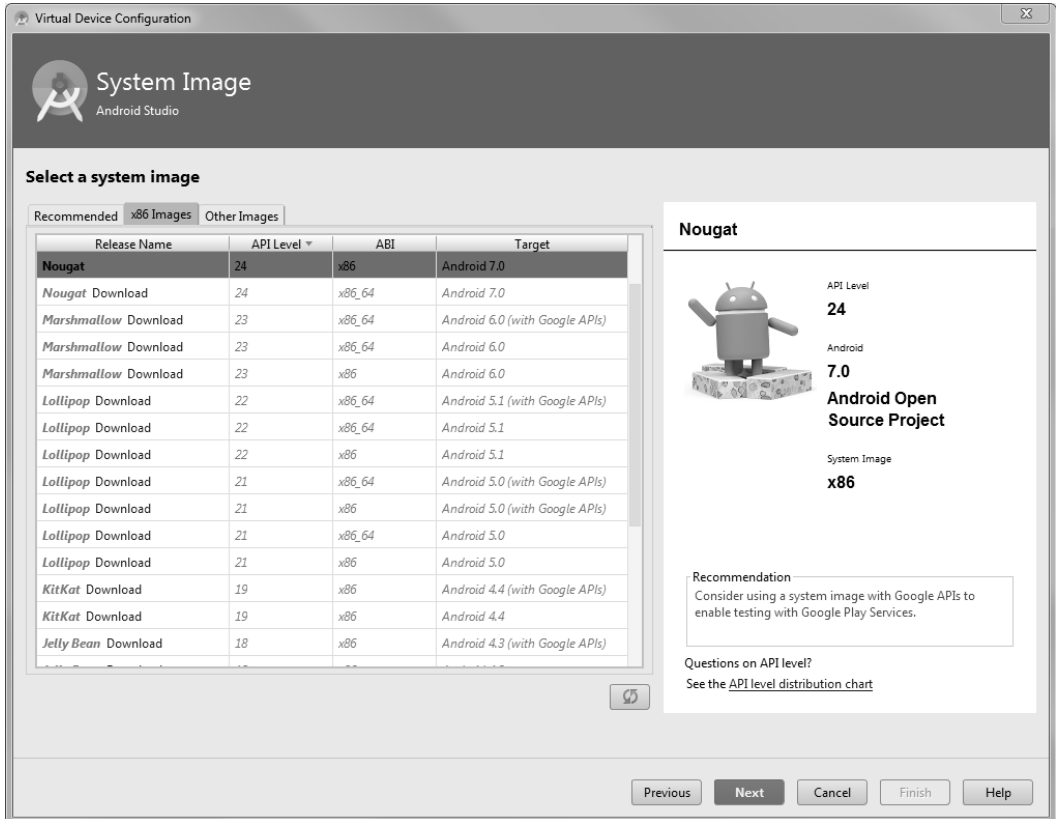 Virtual Device Configuration
System Image
Android Studio
Select a system image
Recommended x86 Images Other Images
Release Name API Level ABI Target
Nougat 24 x86 Android 7.0
Nougat Download 24 x86_64 Android 7.0
Marshmallow Download 23 x86_64 Android 6.0 (with Google APIs)
Marshmallow Download 23 x86_64 Android 6.0
Marshmallow Download 23 x86 Android 6.0
Lollipop Download 22 x86_64 Android 5.1 (with Google APIs)
Lollipop Download 22 x86_64 Android 5.1
Lollipop Download 22 x86 Android 5.1
Lollipop Download 21 x86_64 Android 5.0 (with Google APIs)
Lollipop Download 21 x86 Android 5.0 (with Google APIs)
Lollipop Download 21 x86_64 Android 5.0
Lollipop Download 21 x86 Android 5.0
KitKat Download 19 x86 Android 4.4 (with Google APIs)
KitKat Download 19 x86 Android 4.4
Jelly Bean Download 18 x86 Android 4.3 (with Google APIs)
Nougat
API Level
24
Android
7.0
Android Open
Source Project
System Image
x86
Recommendation
Consider using a system image with Google APIs to
enable testing with Google Play Services.
Questions on API level?
See the API level distribution chart
Previous Next Cancel Finish Help